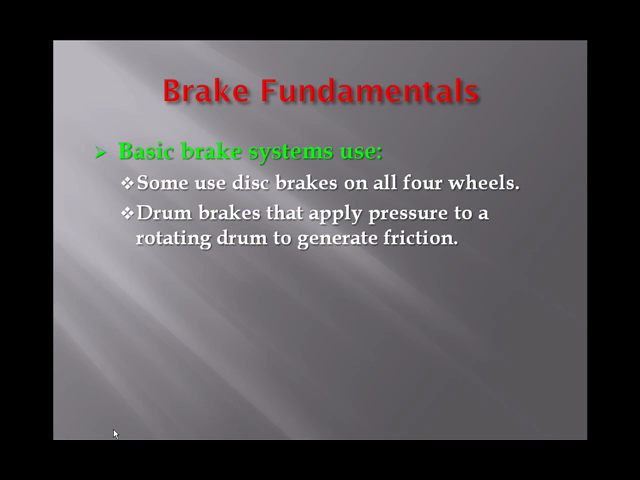 Brake Fundamentals
Basic brake systems use:
Some use disc brakes on all four wheels.
Drum brakes that apply pressure to a
rotating drum to generate friction.